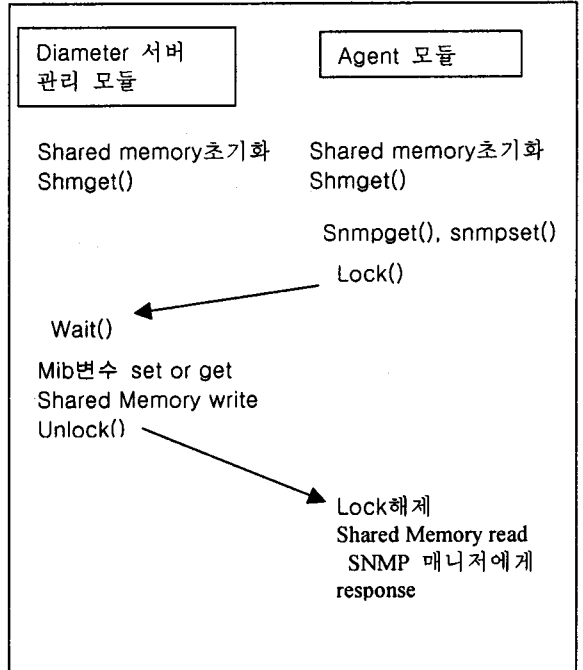 Diameter 서버
관리 모듈
Agent 모듈
Shared memory초기화
Shmget()
Shared memory초기화
Shmget()
Snmpget(), snmpset()
Lock()
Wait()
Mib변수 set or get
Shared Memory write
Unlock()
Lock해제
Shared Memory read
SNMP 매니저에게
response